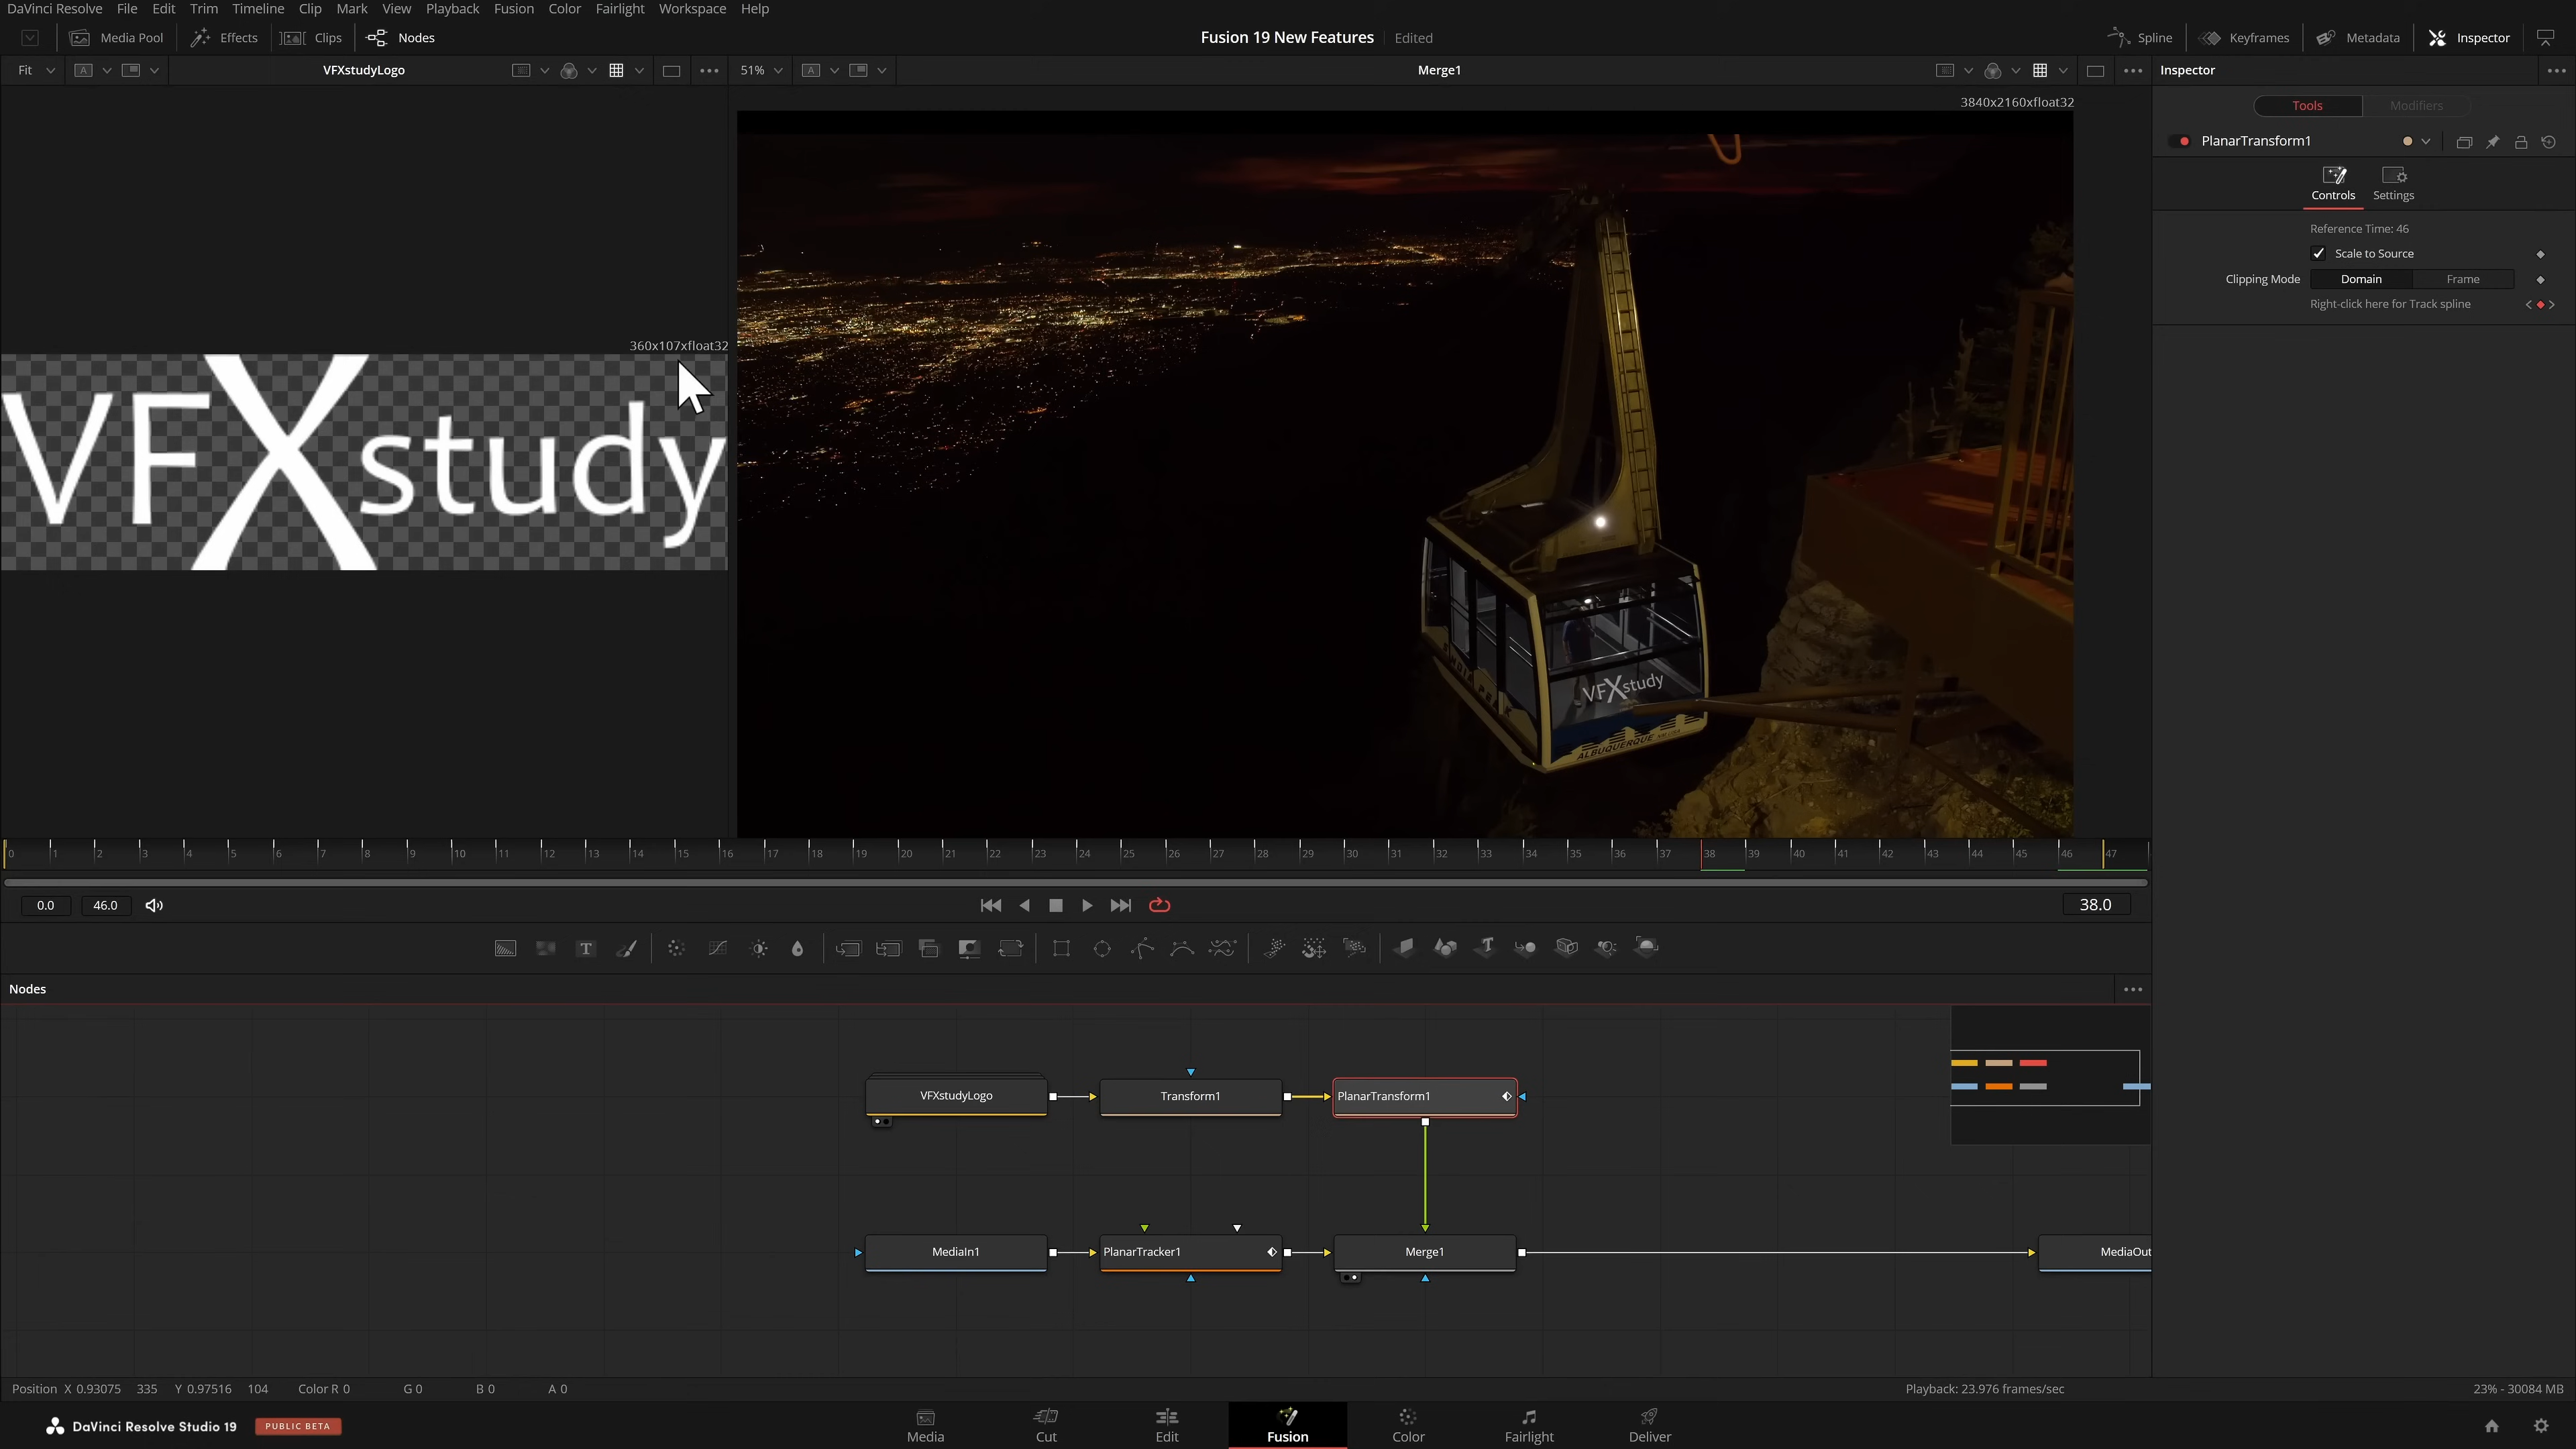 DaVinci Resolve File Edit Trim Timeline Clip Mark View Playback Fusion Color Fairlight Workspace Help
Media Pool Effects Clips Nodes Fusion 19 New Features Edited Spline Keyframes Metadata Inspector
Fit A VFXstudyLogo 51% A Merge1 Inspector
3840x2160xfloat32
Tools Modifiers
PlanarTransform1
Controls Settings
Reference Time: 46
Scale to Source
Clipping Mode Domain Frame
Right-click here for Track spline
360x107xfloat32
VFXstudy
VFXstudy
ALBUQUERQUE
0 1 2 3 4 5 6 7 8 9 10 11 12 13 14 15 16 17 18 19 20 21 22 23 24 25 26 27 28 29 30 31 32 33 34 35 36 37 38 39 40 41 42 43 44 45 46 47
0.0 46.0 38.0
T T
Nodes
VFXstudyLogo Transform1 PlanarTransform1
MediaIn1 PlanarTracker1 Merge1 MediaOut
Position X 0.93075 335 Y 0.97516 104 Color R 0 G 0 B 0 A 0 Playback: 23.976 frames/sec 23% - 30084 MB
DaVinci Resolve Studio 19 PUBLIC BETA Media Cut Edit Fusion Color Fairlight Deliver